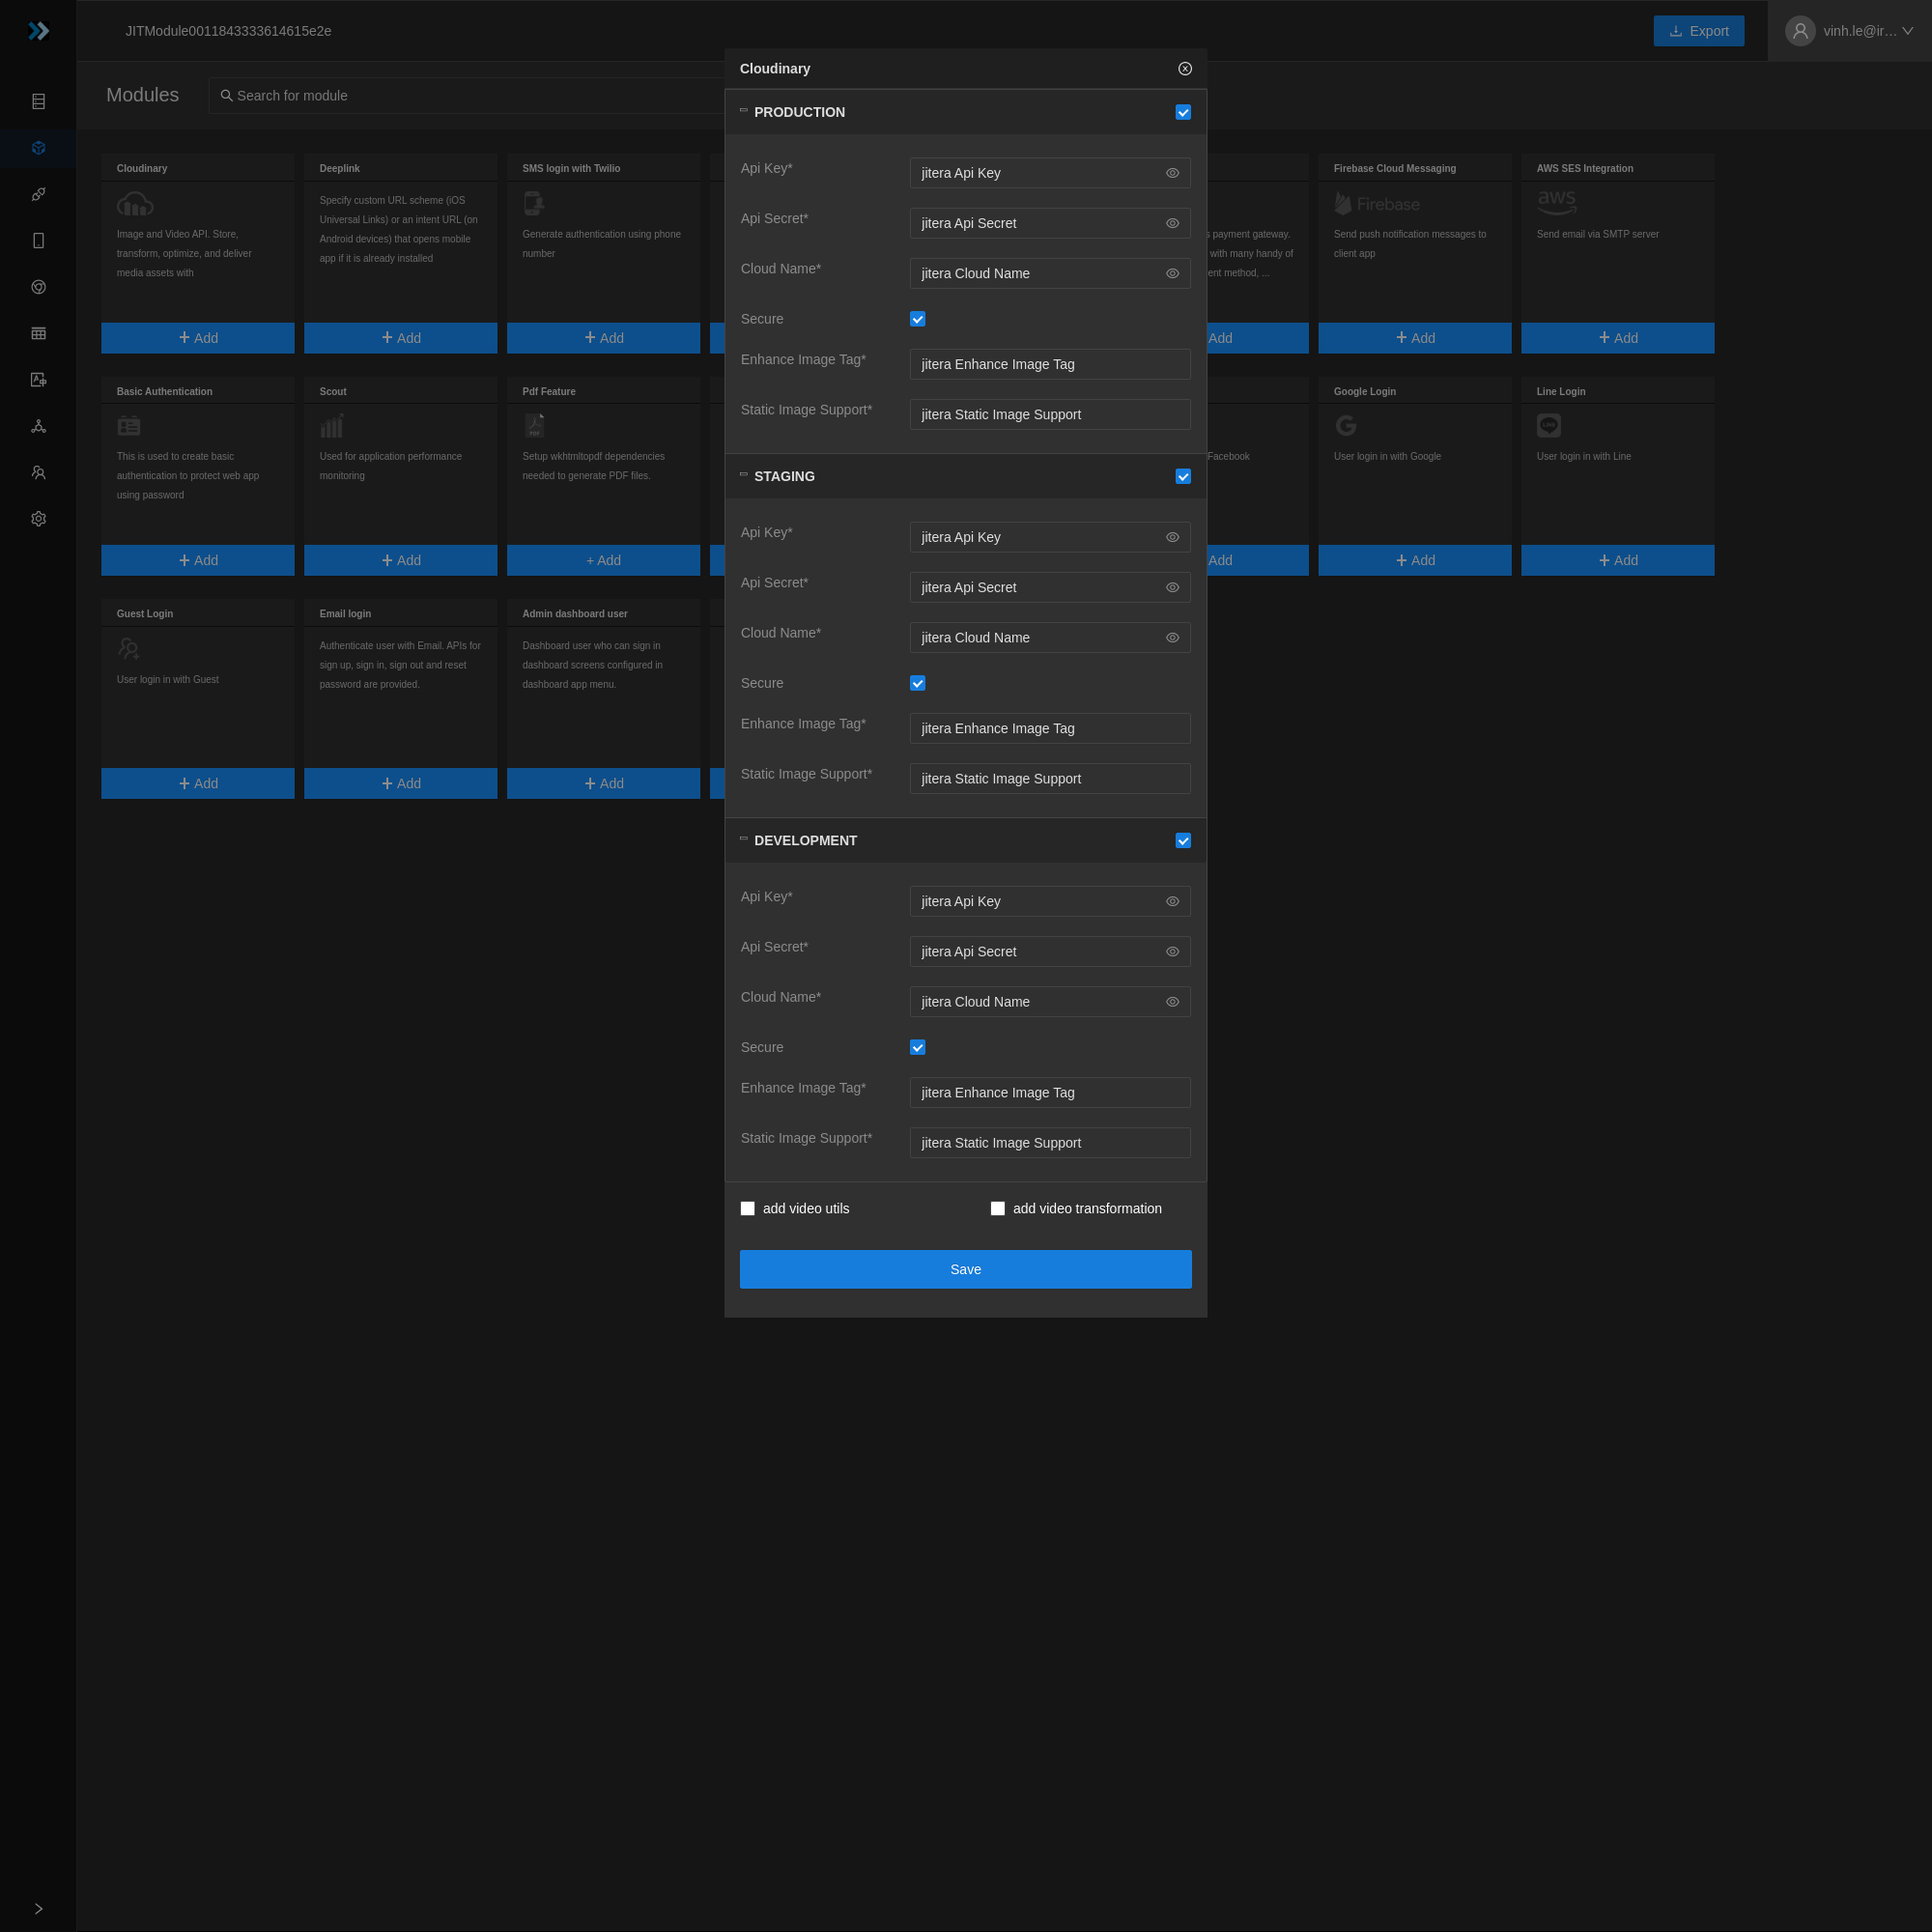 JITModule0011843333614615e2e
Export
vinh.le@ir…
Modules
Search for module
Cloudinary
PRODUCTION
Api Key*
jitera Api Key
Api Secret*
jitera Api Secret
Cloud Name*
jitera Cloud Name
Secure
Enhance Image Tag*
jitera Enhance Image Tag
Static Image Support*
jitera Static Image Support
STAGING
Api Key*
jitera Api Key
Api Secret*
jitera Api Secret
Cloud Name*
jitera Cloud Name
Secure
Enhance Image Tag*
jitera Enhance Image Tag
Static Image Support*
jitera Static Image Support
DEVELOPMENT
Api Key*
jitera Api Key
Api Secret*
jitera Api Secret
Cloud Name*
jitera Cloud Name
Secure
Enhance Image Tag*
jitera Enhance Image Tag
Static Image Support*
jitera Static Image Support
add video utils
add video transformation
Save
Cloudinary
Image and Video API. Store,
transform, optimize, and deliver
media assets with
Add
Deeplink
Specify custom URL scheme (iOS
Universal Links) or an intent URL (on
Android devices) that opens mobile
app if it is already installed
Add
SMS login with Twilio
Generate authentication using phone
number
Add
payment gateway.
with many handy of
ent method, ...
Add
Firebase Cloud Messaging
Firebase
Send push notification messages to
client app
Add
AWS SES Integration
aws
Send email via SMTP server
Add
Basic Authentication
This is used to create basic
authentication to protect web app
using password
Add
Scout
Used for application performance
monitoring
Add
Pdf Feature
PDF
Setup wkhtmltopdf dependencies
needed to generate PDF files.
+ Add
Facebook
Add
Google Login
User login in with Google
Add
Line Login
LINE
User login in with Line
Add
Guest Login
User login in with Guest
Add
Email login
Authenticate user with Email. APIs for
sign up, sign in, sign out and reset
password are provided.
Add
Admin dashboard user
Dashboard user who can sign in
dashboard screens configured in
dashboard app menu.
Add